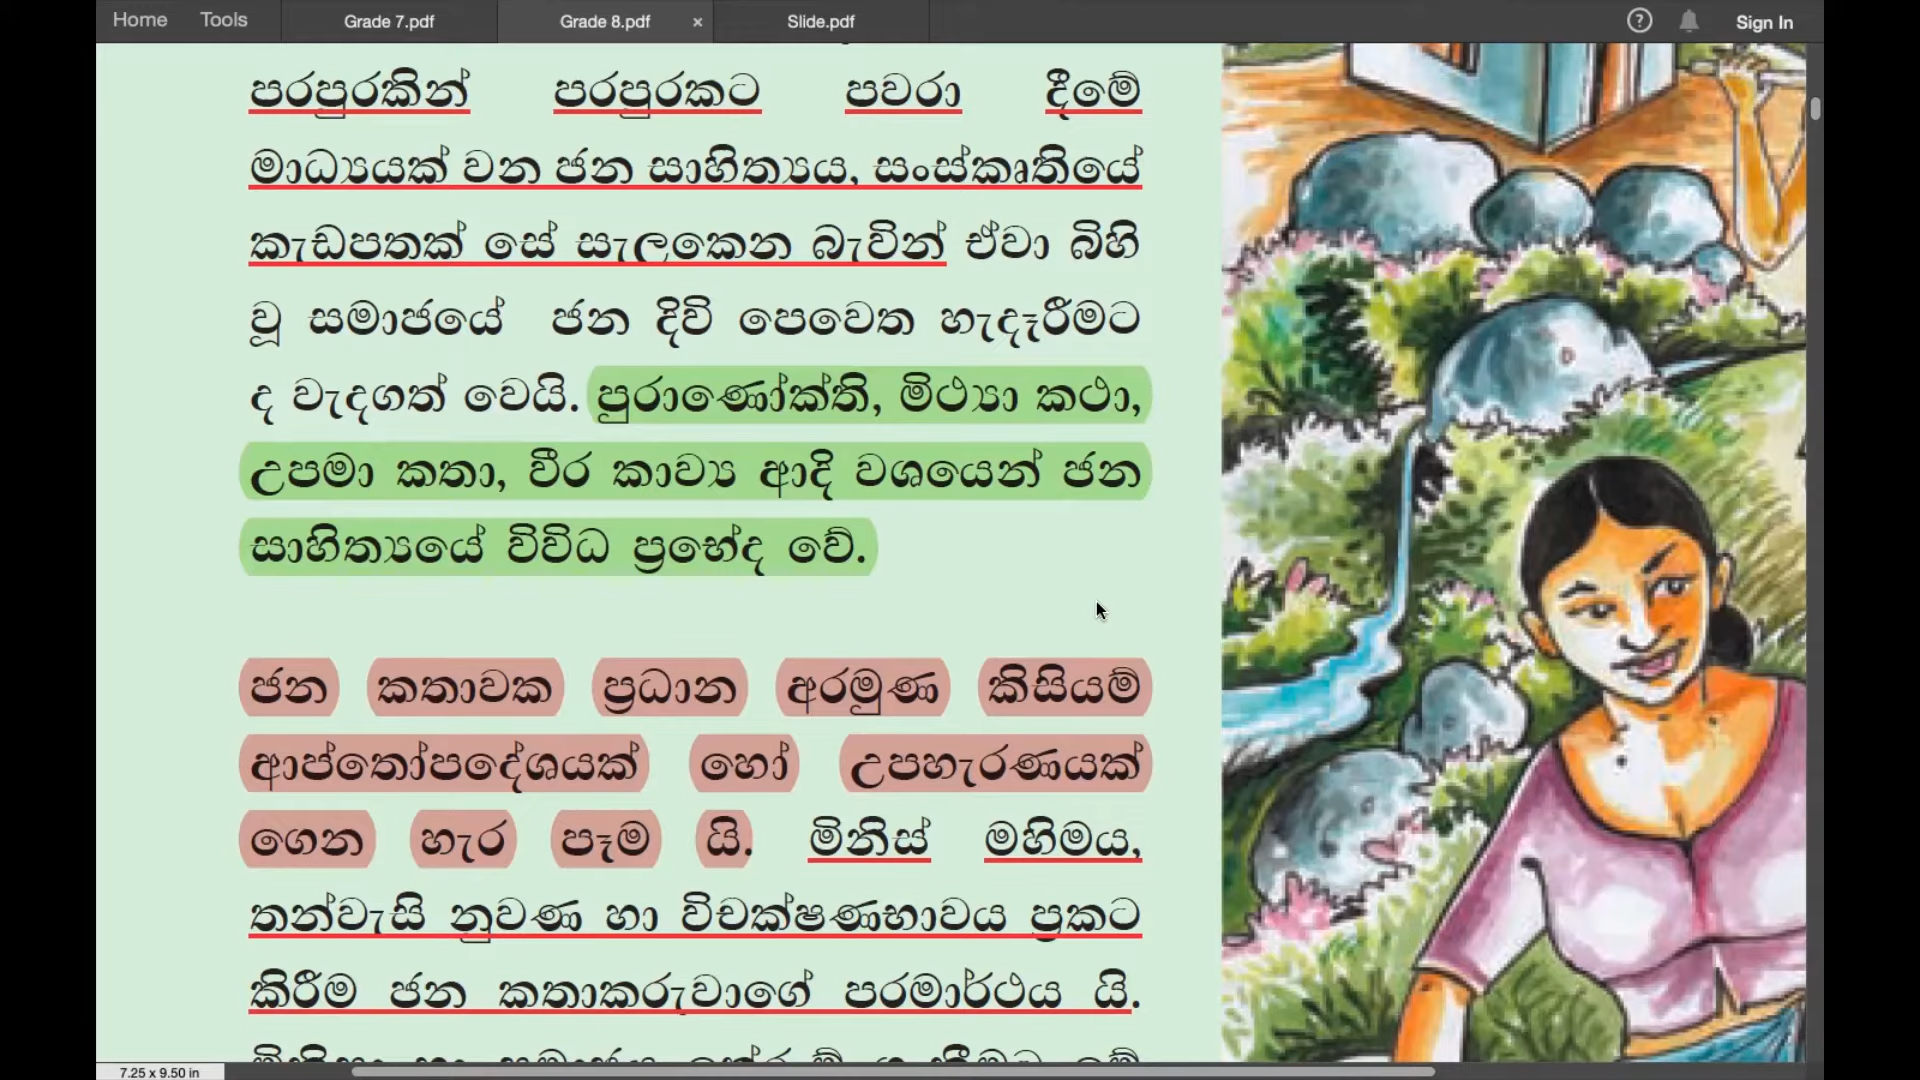 Home Tools Grade 7.pdf Grade 8.pdf × Slide.pdf ? Sign In
පරපුරකින් පරපුරකට පවරා දීමේ
මාධ්‍යයක් වන ජන සාහිත්‍යය, සංස්කෘතියේ
කැඩපතක් සේ සැලකෙන බැවින් ඒවා බිහි
වූ සමාජයේ ජන දිවි පෙවෙත හැදෑරීමට
ද වැදගත් වෙයි. පුරාණෝක්ති, මිථ්‍යා කථා,
උපමා කතා, වීර කාව්‍ය ආදි වශයෙන් ජන
සාහිත්‍යයේ විවිධ ප්‍රභේද වේ.
ජන කතාවක ප්‍රධාන අරමුණ කිසියම්
ආප්තෝපදේශයක් හෝ උපහැරණයක්
ගෙන හැර පෑම යි. මිනිස් මහිමය,
තන්වැසි නුවණ හා විචක්ෂණභාවය ප්‍රකට
කිරීම ජන කතාකරුවාගේ පරමාර්ථය යි.
7.25 x 9.50 in